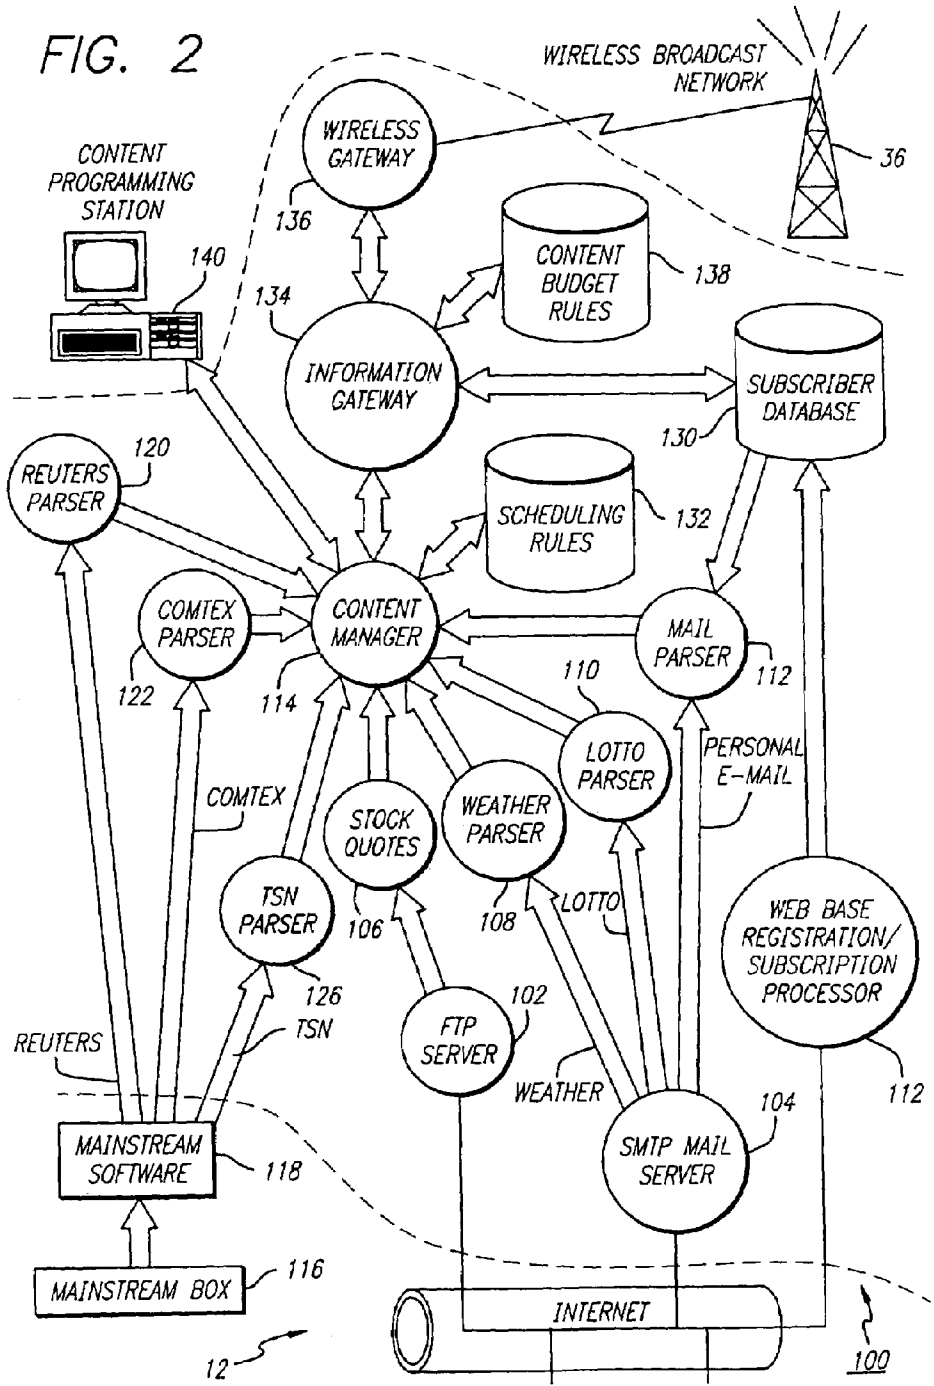 FIG. 2
WIRELESS BROADCAST
NETWORK
36
WIRELESS
GATEWAY
136
CONTENT
PROGRAMMING
STATION
140
CONTENT
BUDGET
RULES
138
134
INFORMATION
GATEWAY
SUBSCRIBER
DATABASE
130
120
REUTERS
PARSER
SCHEDULING
RULES
132
COMTEX
PARSER
122
CONTENT
MANAGER
114
MAIL
PARSER
112
110
LOTTO
PARSER
PERSONAL
E-MAIL
COMTEX
STOCK
QUOTES
106
WEATHER
PARSER
108
LOTTO
TSN
PARSER
126
TSN
WEB BASE
REGISTRATION/
SUBSCRIPTION
PROCESSOR
112
102
FTP
SERVER
REUTERS
WEATHER
104
SMTP MAIL
SERVER
MAINSTREAM
SOFTWARE
118
MAINSTREAM BOX
116
INTERNET
12
100